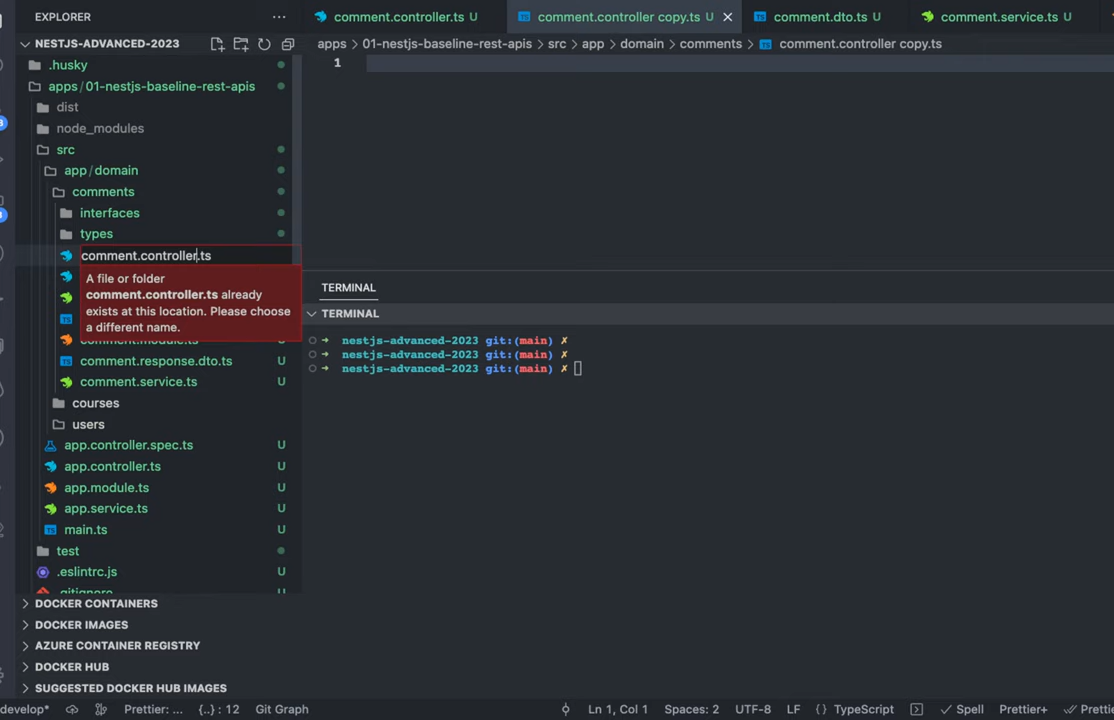 EXPLORER
NESTJS-ADVANCED-2023
.husky
apps/01-nestjs-baseline-rest-apis
dist
node_modules
src
app/domain
comments
interfaces
types
comment.controller.ts
A file or folder
comment.controller.ts already
exists at this location. Please choose
a different name.
comment.module.ts
comment.response.dto.ts
comment.service.ts U
courses
users
app.controller.spec.ts U
app.controller.ts U
app.module.ts U
app.service.ts U
main.ts U
test
.eslintrc.js U
.gitignore
DOCKER CONTAINERS
DOCKER IMAGES
AZURE CONTAINER REGISTRY
DOCKER HUB
SUGGESTED DOCKER HUB IMAGES
comment.controller.ts U
comment.controller copy.ts U
comment.dto.ts U
comment.service.ts U
apps > 01-nestjs-baseline-rest-apis > src > app > domain > comments > comment.controller copy.ts
1
TERMINAL
TERMINAL
nestjs-advanced-2023 git:(main) ✗
nestjs-advanced-2023 git:(main) ✗
nestjs-advanced-2023 git:(main) ✗
develop* Prettier: ... {..} : 12 Git Graph Ln 1, Col 1 Spaces: 2 UTF-8 LF {} TypeScript Spell Prettier+